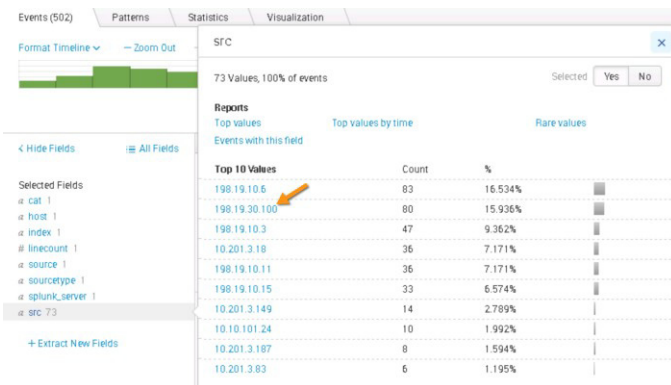 Events (502) Patterns Statistics Visualization
Format Timeline — Zoom Out
src
73 Values, 100% of events Selected Yes No
Reports
Top values Top values by time Rare values
Events with this field
< Hide Fields All Fields
Top 10 Values Count %
198.19.10.6 83 16.534%
198.19.30.100 80 15.936%
198.19.10.3 47 9.362%
10.201.3.18 36 7.171%
198.19.10.11 36 7.171%
198.19.10.15 33 6.574%
10.201.3.149 14 2.789%
10.10.101.24 10 1.992%
10.201.3.187 8 1.594%
10.201.3.83 6 1.195%
Selected Fields
a cat 1
a host 1
a index 1
# linecount 1
a source 1
a sourcetype 1
a splunk_server 1
a src 73
+ Extract New Fields